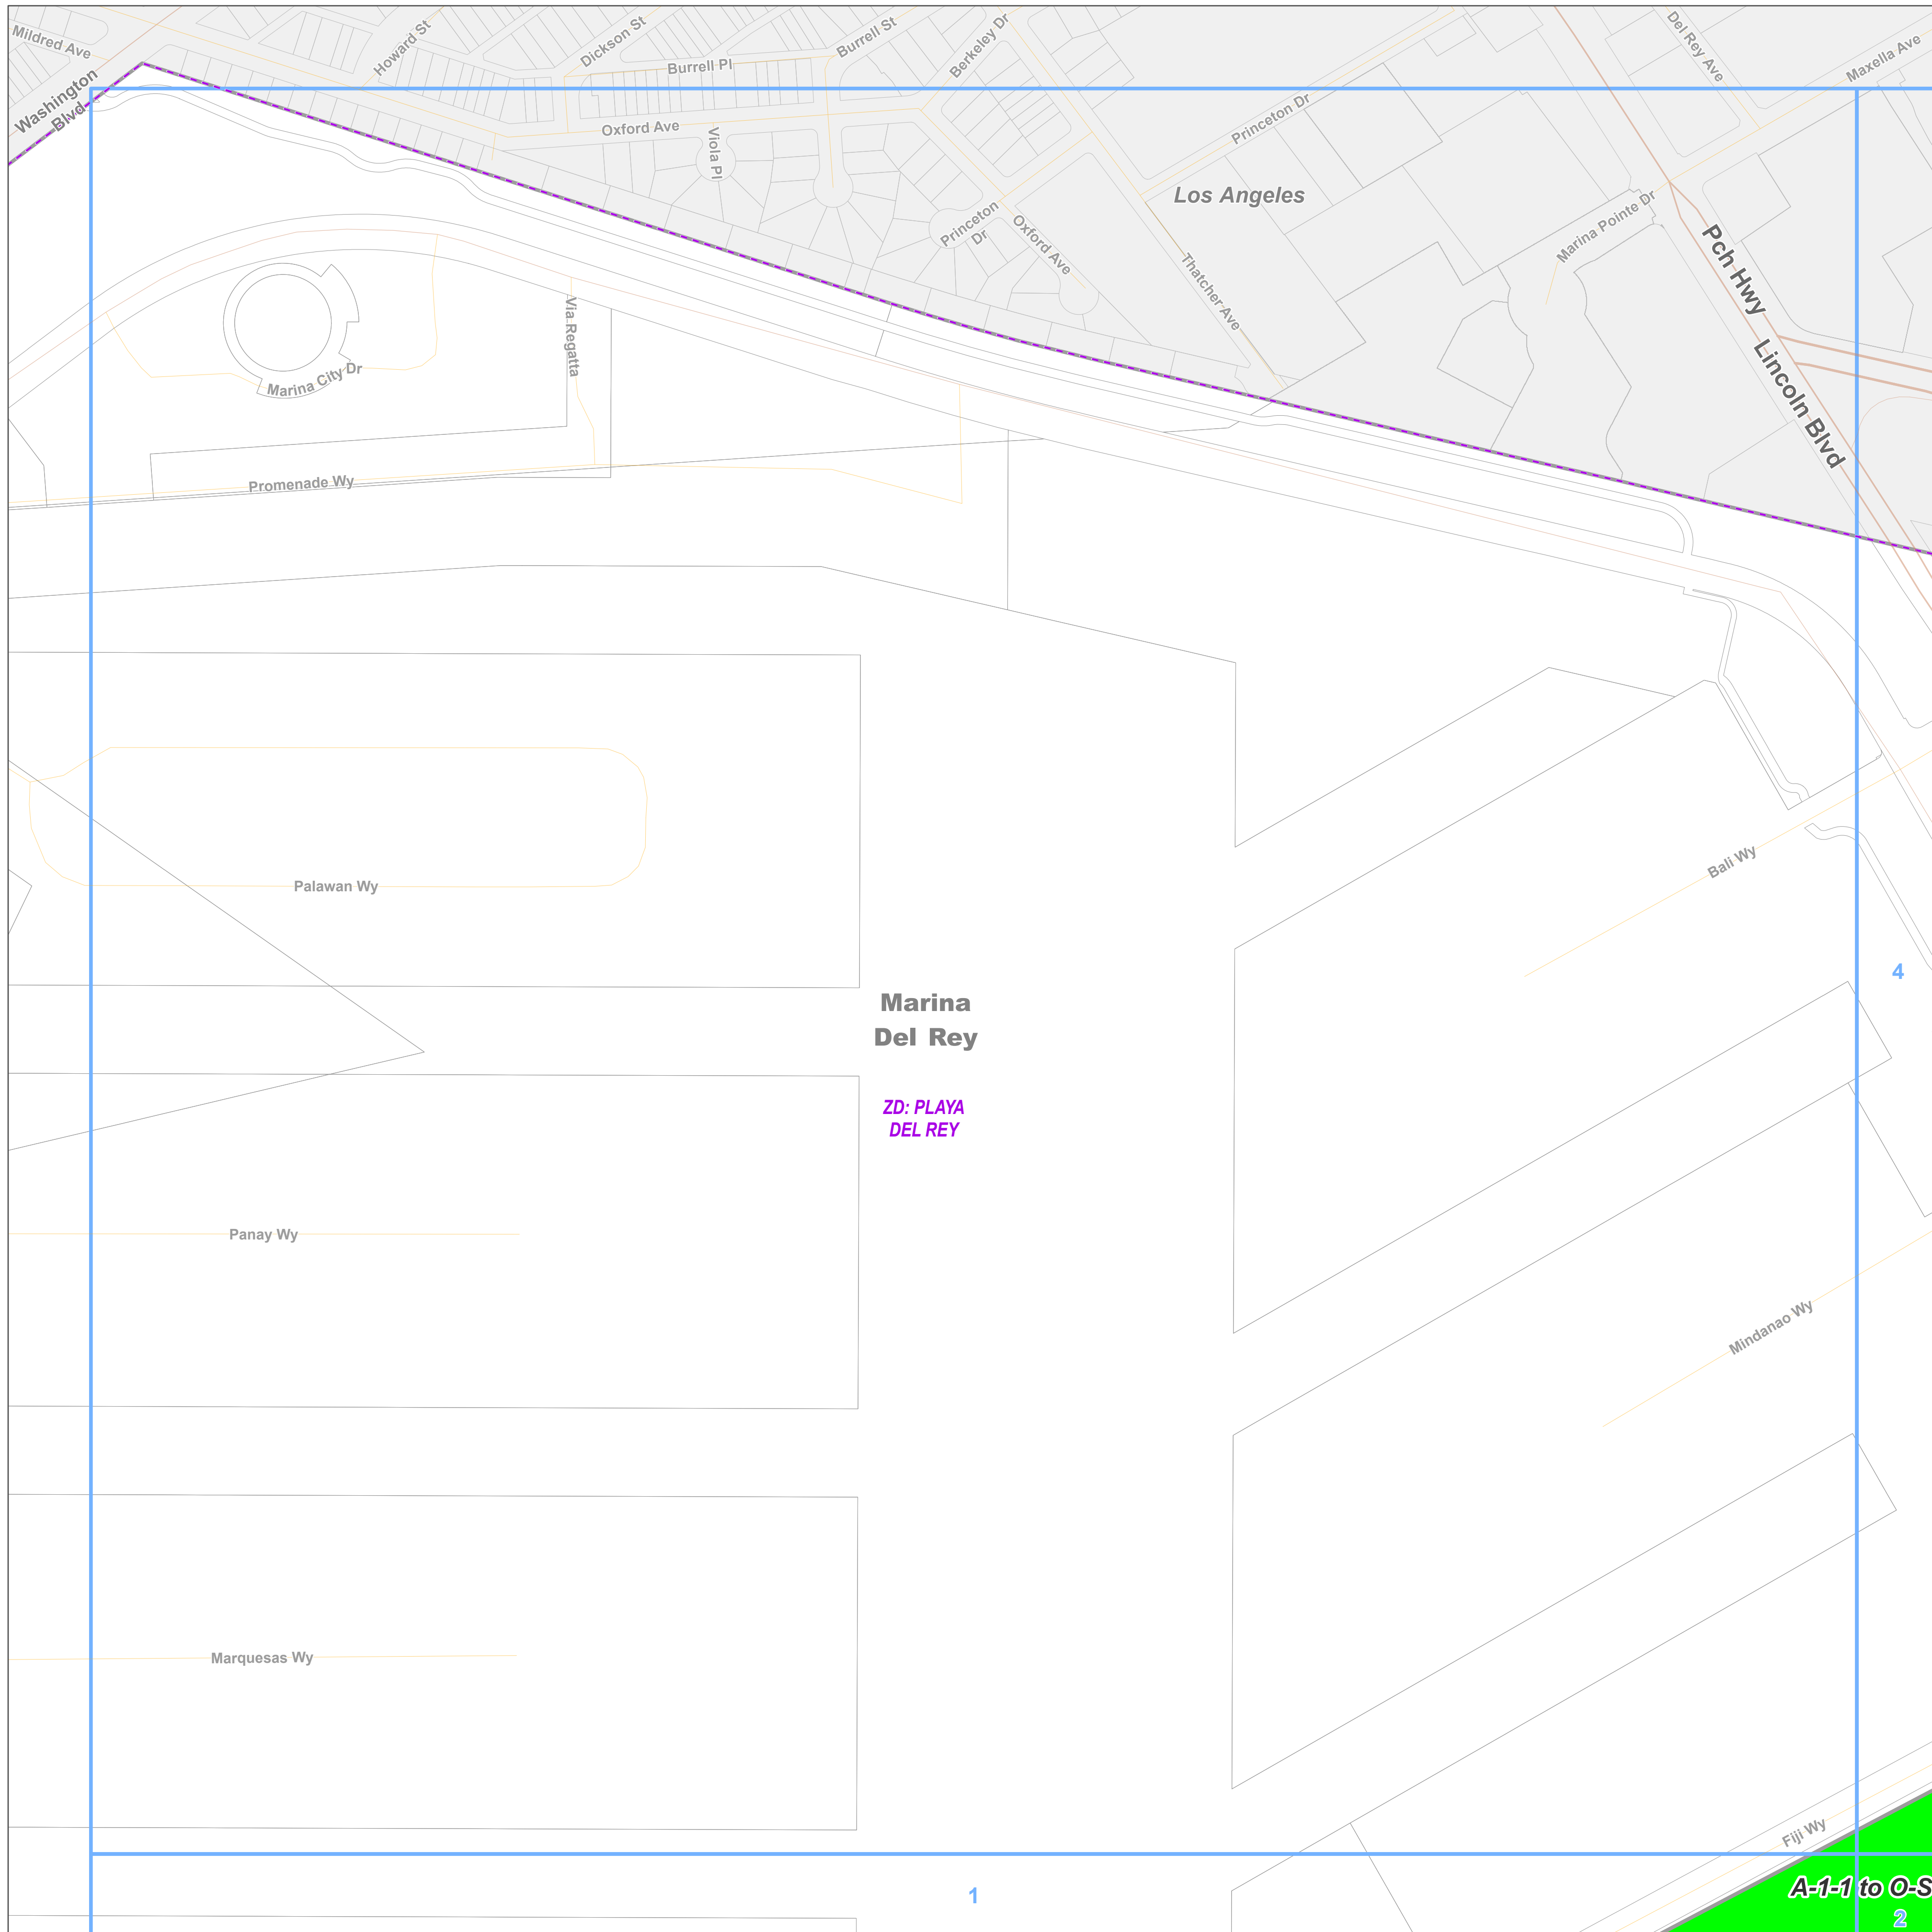 Mildred Ave
Howard St
Dickson St
Burrell St
Berkeley Dr
Del Rey Ave
Maxella Ave
Burrell Pl
Washington
Blvd
Oxford Ave
Viola Pl
Princeton Dr
Los Angeles
Princeton
Dr
Oxford Ave
Thatcher Ave
Marina Pointe Dr
Pch Hwy
Lincoln Blvd
Via Regatta
Marina City Dr
Promenade Wy
Palawan Wy
Bali Wy
4
Marina
Del Rey
ZD: PLAYA
DEL REY
Panay Wy
Mindanao Wy
Marquesas Wy
Fiji Wy
A-1-1 to O-S
1
2